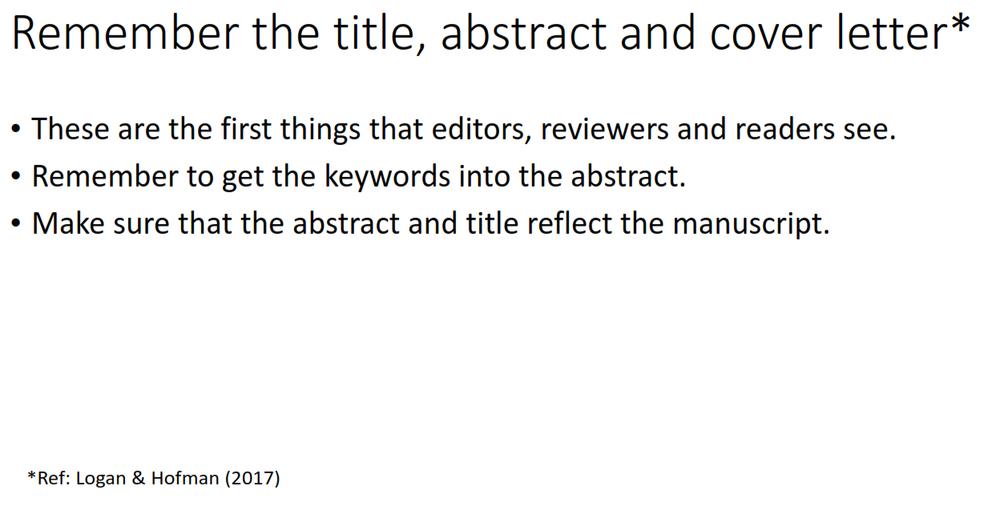 Remember the title, abstract and cover letter*
• These are the first things that editors, reviewers and readers see.
• Remember to get the keywords into the abstract.
• Make sure that the abstract and title reflect the manuscript.
*Ref: Logan & Hofman (2017)